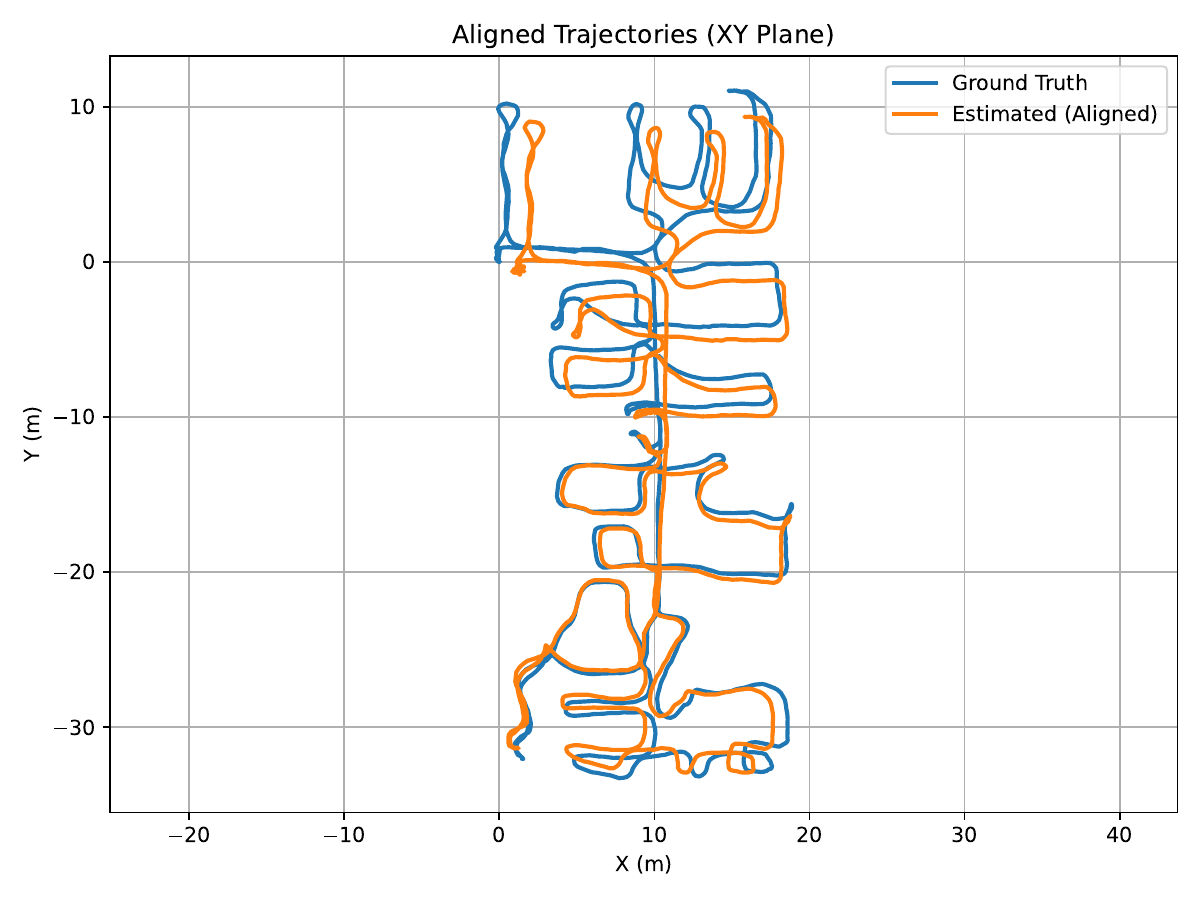 Aligned Trajectories (XY Plane)
Ground Truth
Estimated (Aligned)
10
0
−10
−20
−30
Y (m)
−20
−10
0
10
20
30
40
X (m)